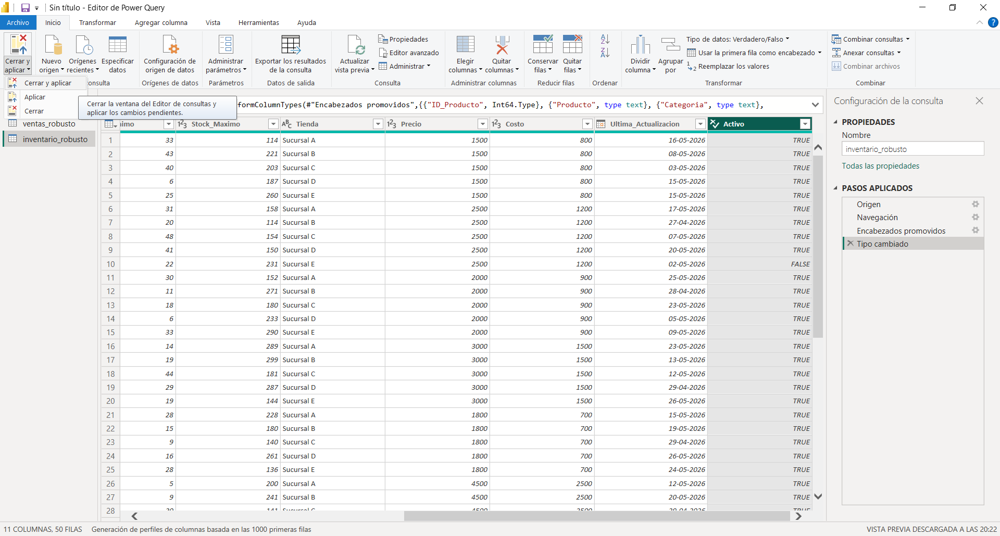 Sin título - Editor de Power Query
Archivo Inicio Transformar Agregar columna Vista Herramientas Ayuda
Cerrar y aplicar
Nuevo origen
Orígenes recientes
Especificar datos
Configuración de origen de datos
Administrar parámetros
Exportar los resultados de la consulta
Actualizar vista previa
Propiedades
Editor avanzado
Administrar
Elegir columnas
Quitar columnas
Conservar filas
Quitar filas
Dividir columna
Agrupar por
Tipo de datos: Verdadero/Falso
Usar la primera fila como encabezado
Reemplazar los valores
Combinar consultas
Anexar consultas
Combinar archivos
Orígenes de datos Parámetros Datos de salida Consulta Administrar columnas Reducir filas Ordenar Transformar Combinar
Cerrar y aplicar
Aplicar
Cerrar
Cerrar la ventana del Editor de consultas y
aplicar los cambios pendientes.
formColumnTypes(#"Encabezados promovidos",{{"ID_Producto", Int64.Type}, {"Producto", type text}, {"Categoria", type text},
ventas_robusto
inventario_robusto
imo Stock_Maximo Tienda Precio Costo Ultima_Actualizacion Activo
1 33 114 Sucursal A 1500 800 16-05-2026 TRUE
2 43 221 Sucursal B 1500 800 08-05-2026 TRUE
3 40 203 Sucursal C 1500 800 03-05-2026 TRUE
4 6 187 Sucursal D 1500 800 15-05-2026 TRUE
5 25 260 Sucursal E 1500 800 15-05-2026 TRUE
6 31 158 Sucursal A 2500 1200 17-05-2026 TRUE
7 20 114 Sucursal B 2500 1200 27-04-2026 TRUE
8 48 154 Sucursal C 2500 1200 07-05-2026 TRUE
9 41 150 Sucursal D 2500 1200 20-05-2026 TRUE
10 22 231 Sucursal E 2500 1200 02-05-2026 FALSE
11 30 152 Sucursal A 2000 900 25-05-2026 TRUE
12 11 271 Sucursal B 2000 900 28-04-2026 TRUE
13 18 180 Sucursal C 2000 900 23-05-2026 TRUE
14 6 233 Sucursal D 2000 900 05-05-2026 TRUE
15 33 290 Sucursal E 2000 900 09-05-2026 TRUE
16 14 289 Sucursal A 3000 1500 23-05-2026 TRUE
17 19 299 Sucursal B 3000 1500 13-05-2026 TRUE
18 44 181 Sucursal C 3000 1500 12-05-2026 TRUE
19 29 287 Sucursal D 3000 1500 29-04-2026 TRUE
20 19 144 Sucursal E 3000 1500 26-05-2026 TRUE
21 28 228 Sucursal A 1800 700 15-05-2026 TRUE
22 15 180 Sucursal B 1800 700 19-05-2026 TRUE
23 9 140 Sucursal C 1800 700 29-04-2026 TRUE
24 16 261 Sucursal D 1800 700 26-05-2026 TRUE
25 28 136 Sucursal E 1800 700 24-05-2026 TRUE
26 5 200 Sucursal A 4500 2500 12-05-2026 TRUE
27 9 241 Sucursal B 4500 2500 20-05-2026 TRUE
28
Configuración de la consulta
PROPIEDADES
Nombre
inventario_robusto
Todas las propiedades
PASOS APLICADOS
Origen
Navegación
Encabezados promovidos
Tipo cambiado
11 COLUMNAS, 50 FILAS Generación de perfiles de columnas basada en las 1000 primeras filas VISTA PREVIA DESCARGADA A LAS 20:22